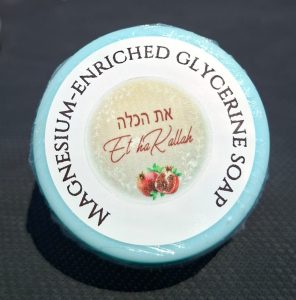 MAGNESIUM-ENRICHED GLYCERINE SOAP
את הכלה
Et haKallah